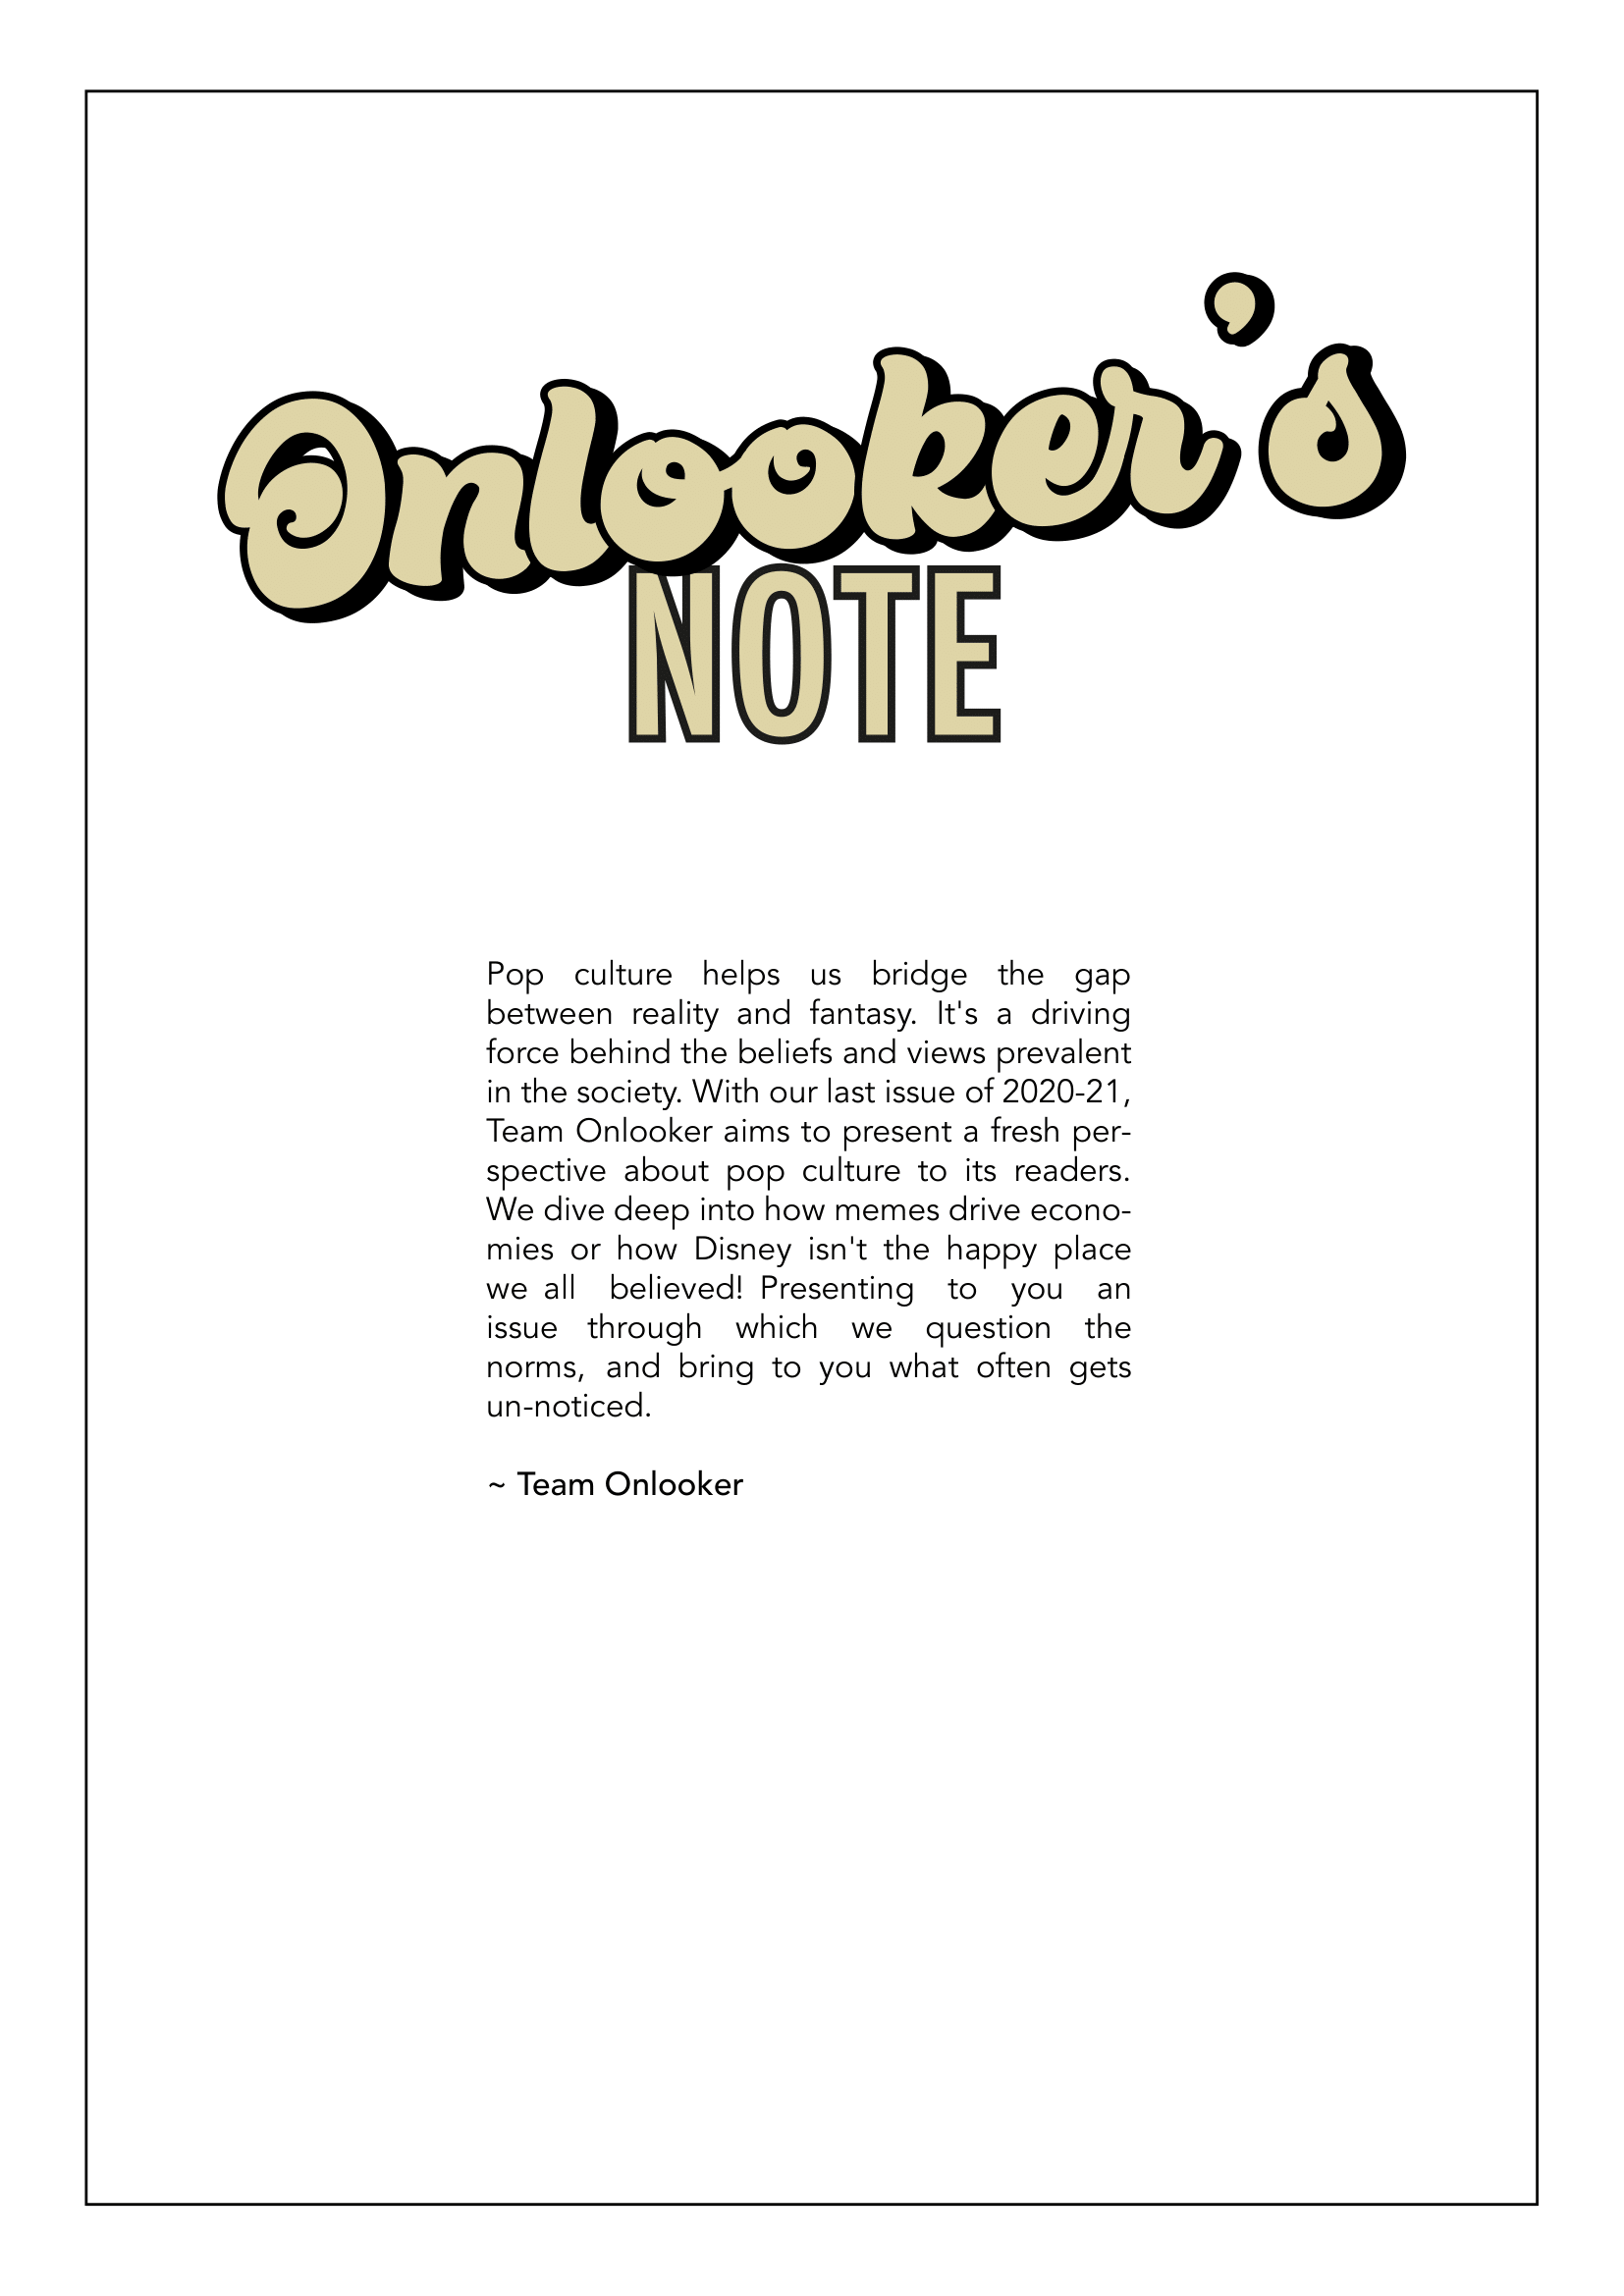 Onlooker's
NOTE
Pop culture helps us bridge the gap
between reality and fantasy. It's a driving
force behind the beliefs and views prevalent
in the society. With our last issue of 2020-21,
Team Onlooker aims to present a fresh per-
spective about pop culture to its readers.
We dive deep into how memes drive econo-
mies or how Disney isn't the happy place
we all believed! Presenting to you an
issue through which we question the
norms, and bring to you what often gets
un-noticed.
~ Team Onlooker